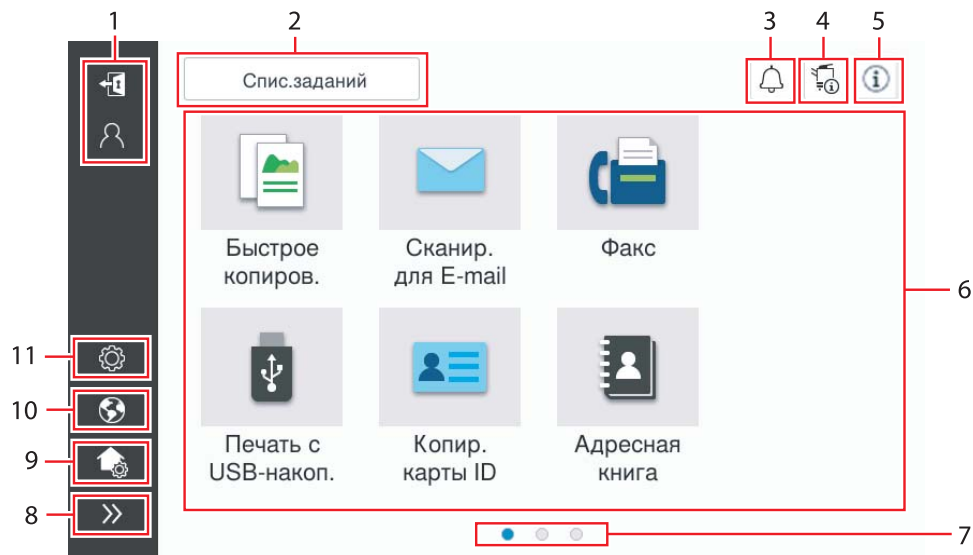 1
2
3
4
5
Спис.заданий
Быстрое
копиров.
Сканир.
для E-mail
Факс
6
11
10
Печать с
USB-накоп.
Копир.
карты ID
Адресная
книга
9
8
7